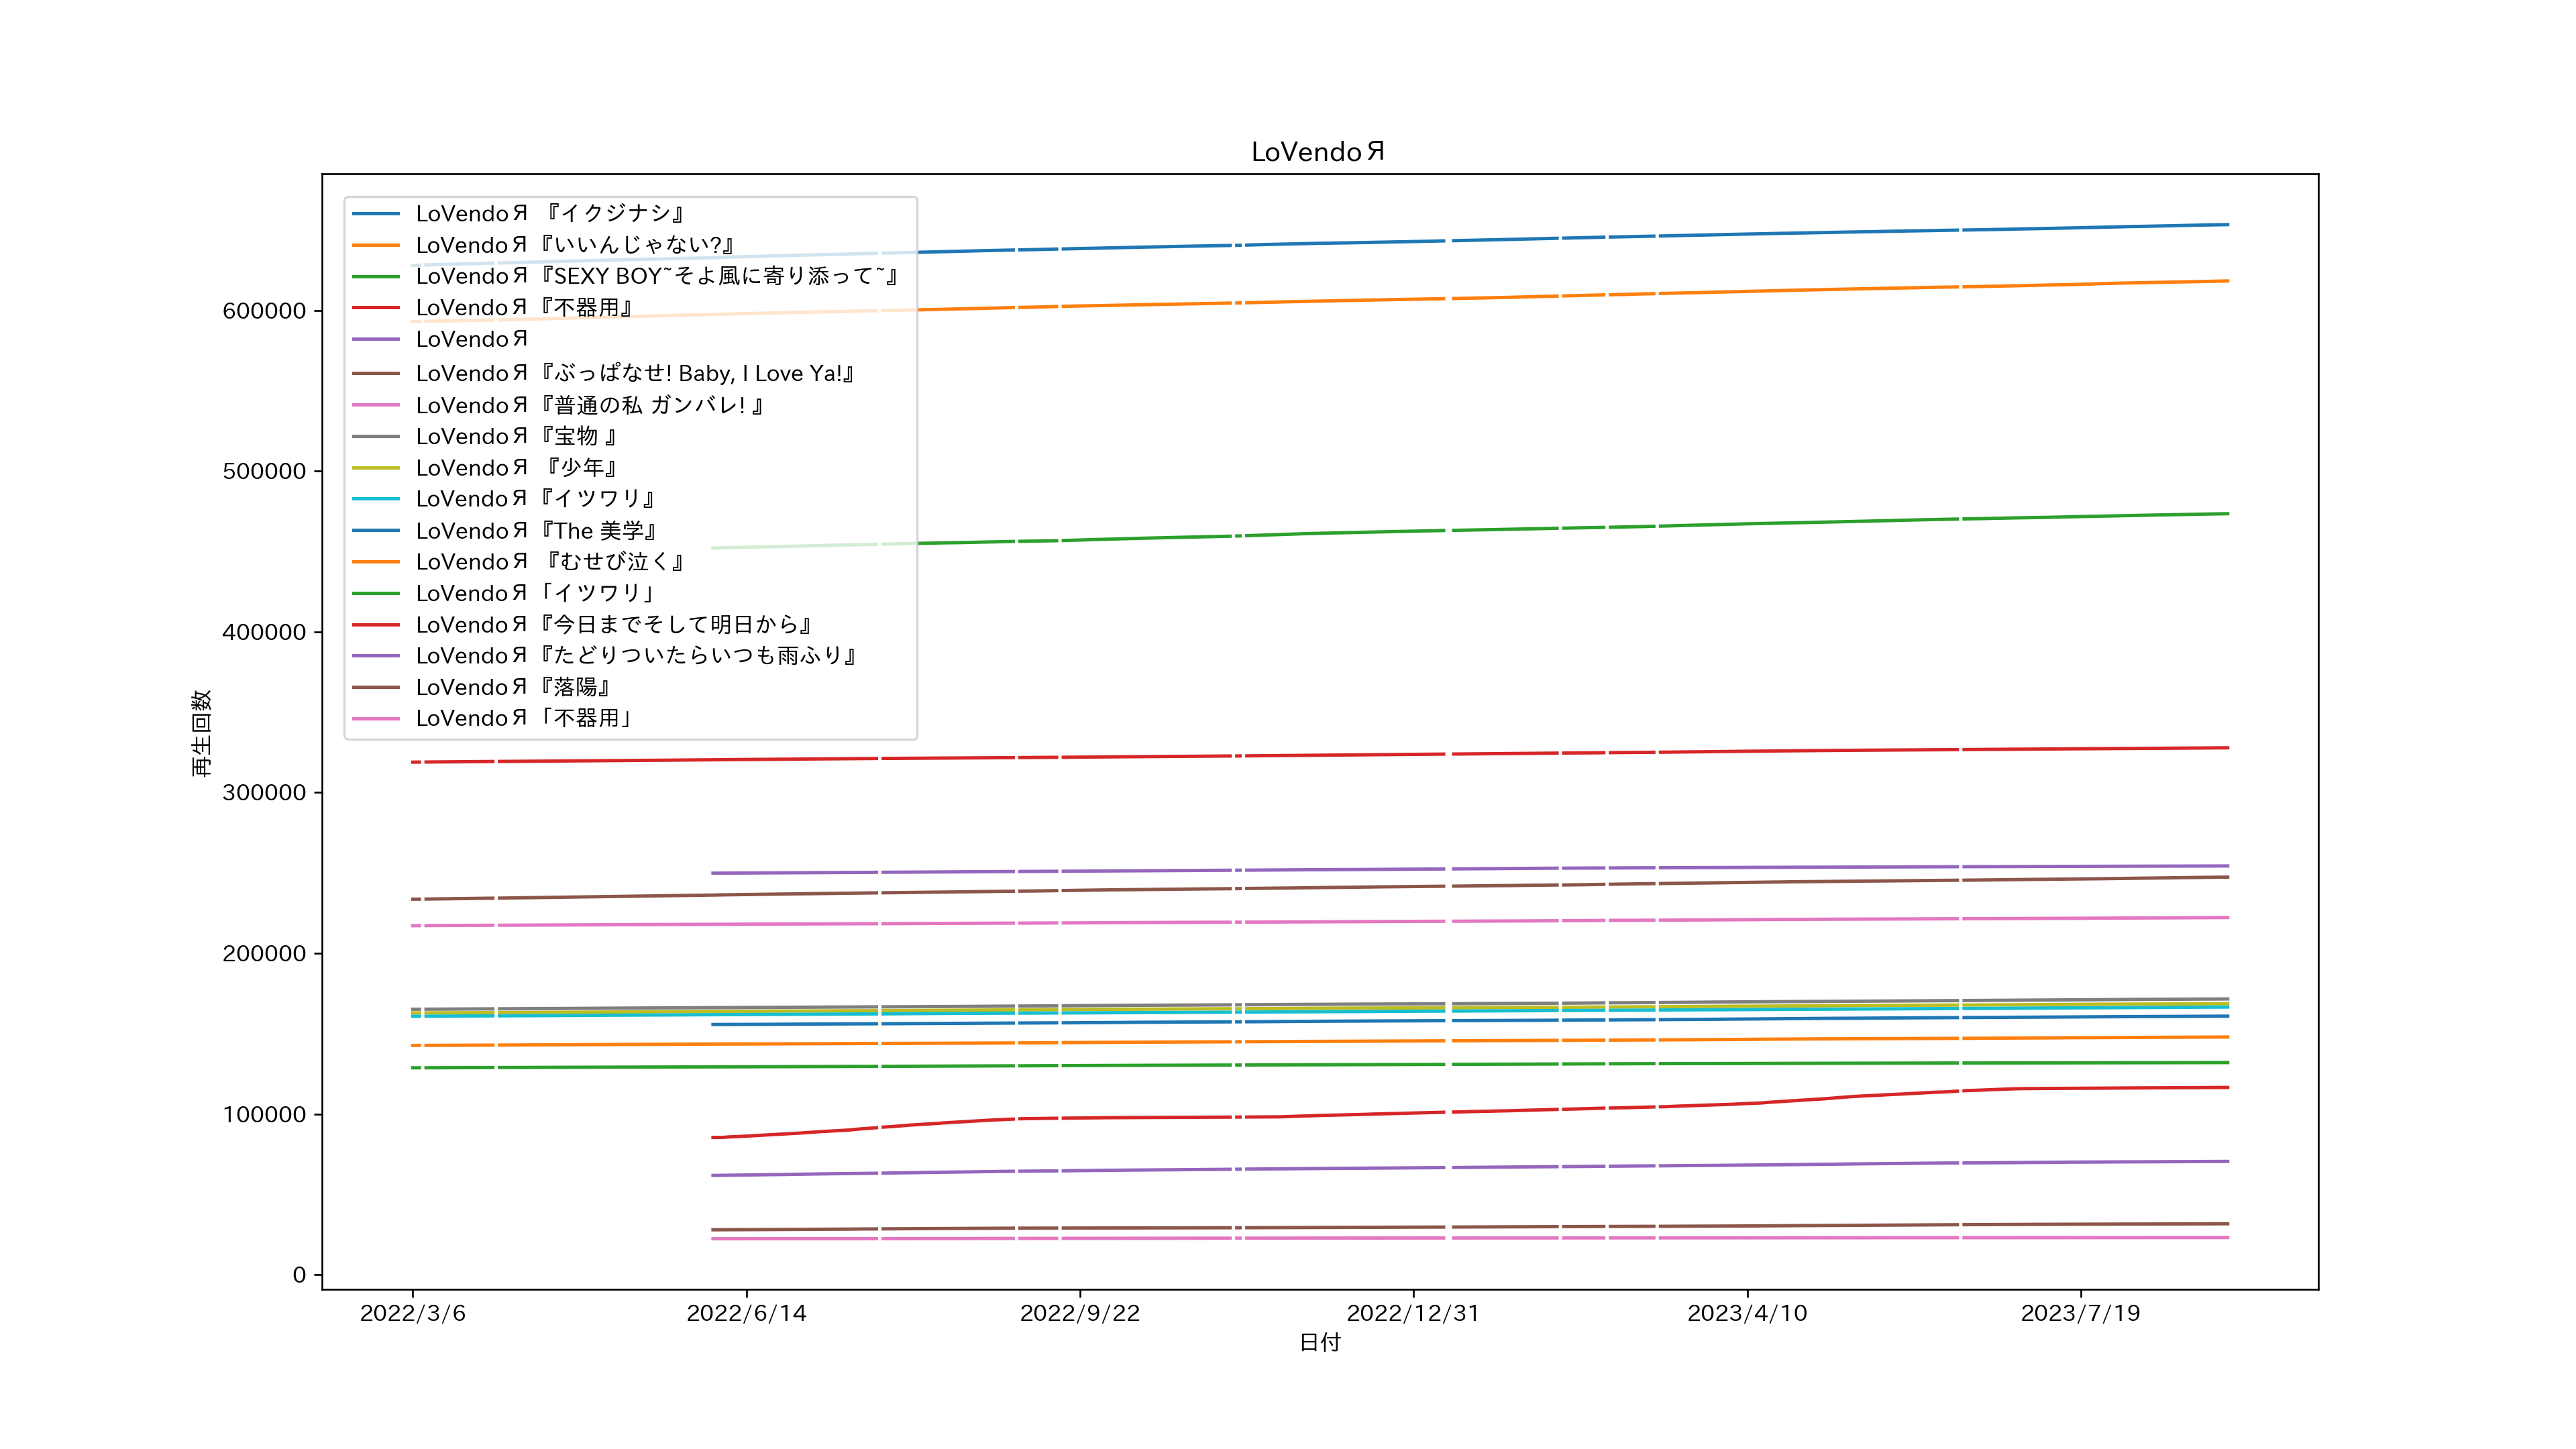 LoVendoЯ
LoVendoЯ 『イクジナシ』
LoVendoЯ『いいんじゃない?』
LoVendoЯ『SEXY BOY~そよ風に寄り添って~』
LoVendoЯ『不器用』
LoVendoЯ
LoVendoЯ『ぶっぱなせ! Baby, I Love Ya!』
LoVendoЯ『普通の私 ガンバレ! 』
LoVendoЯ『宝物 』
LoVendoЯ 『少年』
LoVendoЯ『イツワリ』
LoVendoЯ『The 美学』
LoVendoЯ 『むせび泣く』
LoVendoЯ「イツワリ」
LoVendoЯ『今日までそして明日から』
LoVendoЯ『たどりついたらいつも雨ふり』
LoVendoЯ『落陽』
LoVendoЯ「不器用」
600000
500000
400000
300000
200000
100000
0
再生回数
2022/3/6
2022/6/14
2022/9/22
2022/12/31
2023/4/10
2023/7/19
日付